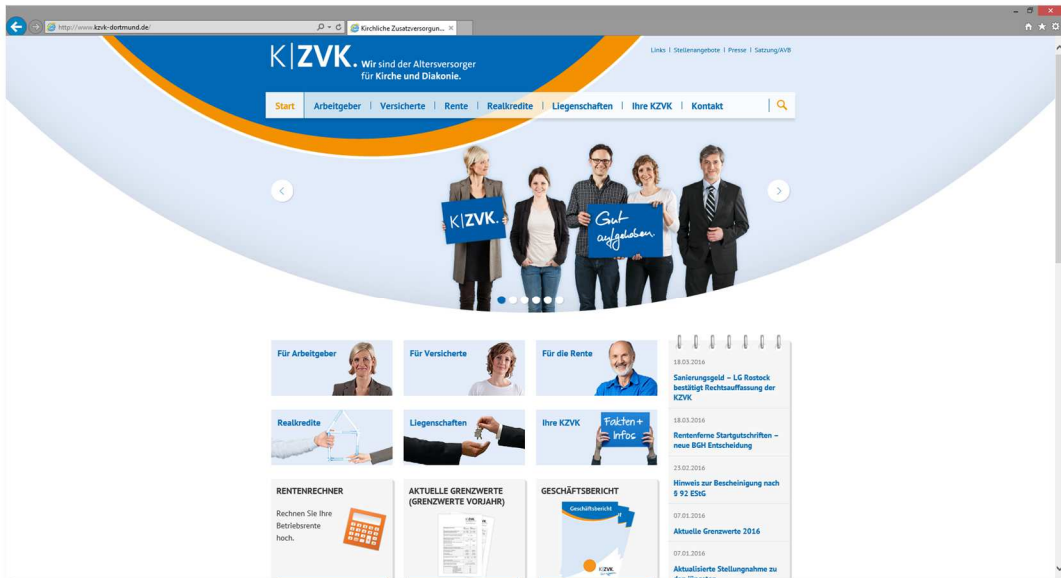 http://www.kzvk-dortmund.de/
Kirchliche Zusatzversorgun...
Links | Stellenangebote | Presse | Satzung/AVB
K|ZVK. Wir sind der Altersversorger
für Kirche und Diakonie.
Start Arbeitgeber | Versicherte | Rente | Realkredite | Liegenschaften | Ihre KZVK | Kontakt
K|ZVK.
Gut
aufgehoben.
Für Arbeitgeber
Für Versicherte
Für die Rente
Realkredite
Liegenschaften
Ihre KZVK
Fakten +
Infos
RENTENRECHNER
Rechnen Sie Ihre
Betriebsrente
hoch.
AKTUELLE GRENZWERTE
(GRENZWERTE VORJAHR)
GESCHÄFTSBERICHT
Geschäftsbericht
K|ZVK.
18.03.2016
Sanierungsgeld – LG Rostock
bestätigt Rechtsauffassung der
KZVK
18.03.2016
Rentenferne Startgutschriften –
neue BGH Entscheidung
23.02.2016
Hinweis zur Bescheinigung nach
§ 92 EStG
07.01.2016
Aktuelle Grenzwerte 2016
07.01.2016
Aktualisierte Stellungnahme zu